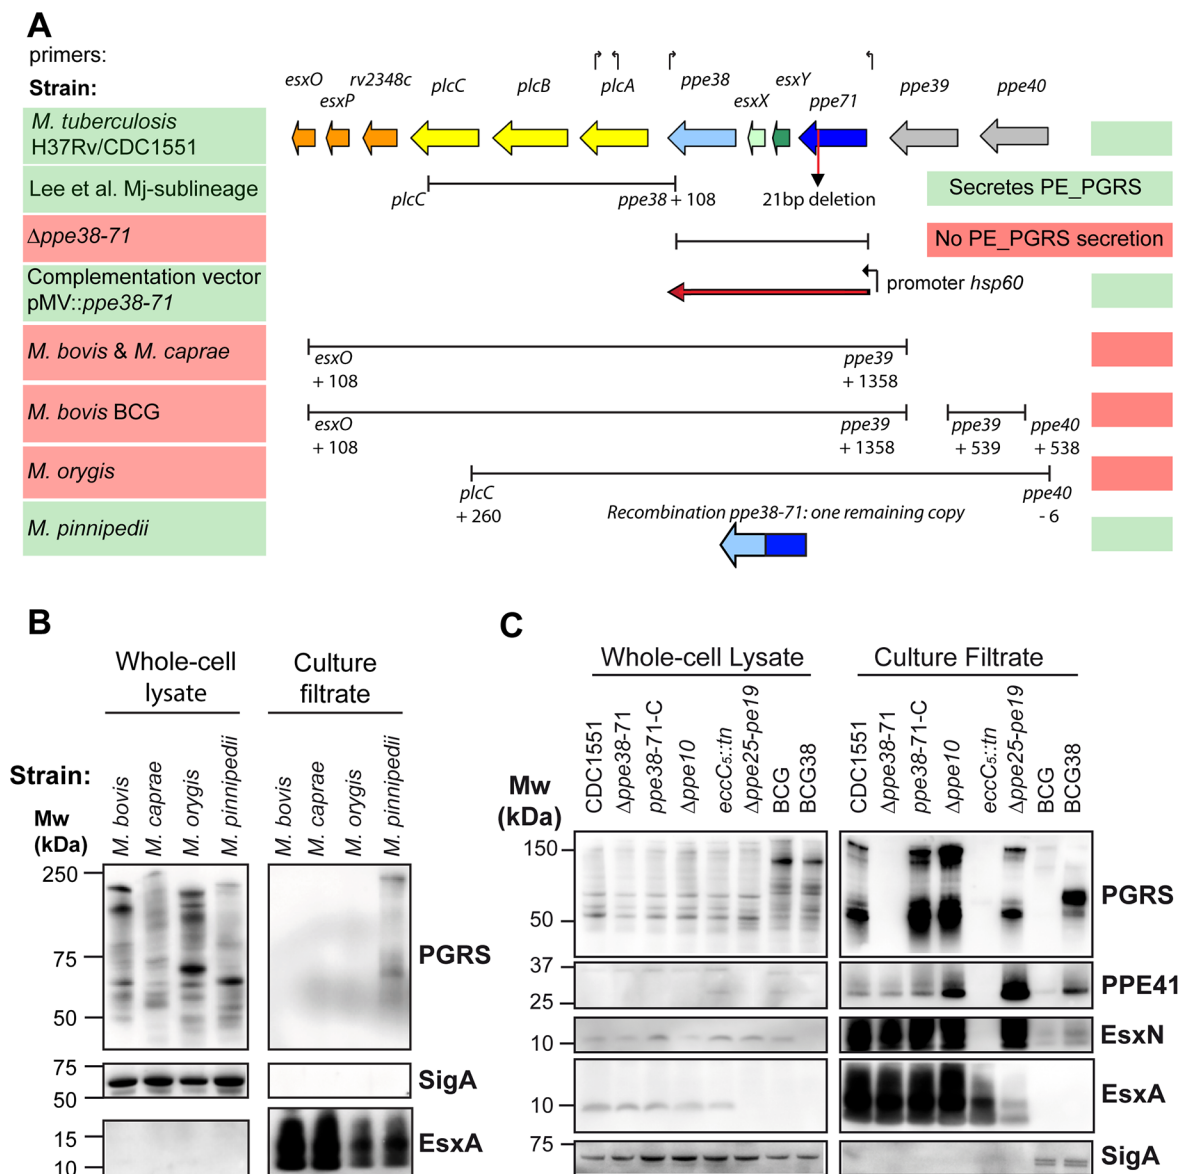 A
primers:
Strain:
esxO
esxP
rv2348c
plcC
plcB
plcA
ppe38
esxX
esxY
ppe71
ppe39
ppe40
M. tuberculosis
H37Rv/CDC1551
Lee et al. Mj-sublineage
plcC
ppe38 + 108
21bp deletion
Secretes PE_PGRS
Δppe38-71
No PE_PGRS secretion
Complementation vector
pMV::ppe38-71
promoter hsp60
M. bovis & M. caprae
esxO
+ 108
ppe39
+ 1358
M. bovis BCG
esxO
+ 108
ppe39
+ 1358
ppe39
+ 539
ppe40
+ 538
M. orygis
plcC
+ 260
ppe40
- 6
M. pinnipedii
Recombination ppe38-71: one remaining copy
B
Whole-cell
lysate
Culture
filtrate
Strain:
Mw
(kDa)
M. bovis
M. caprae
M. orygis
M. pinnipedii
M. bovis
M. caprae
M. orygis
M. pinnipedii
250
75
50
PGRS
75
50
SigA
15
10
EsxA
C
Whole-cell Lysate
Culture Filtrate
Mw
(kDa)
CDC1551
Δppe38-71
ppe38-71-C
Δppe10
eccC5::tn
Δppe25-pe19
BCG
BCG38
CDC1551
Δppe38-71
ppe38-71-C
Δppe10
eccC5::tn
Δppe25-pe19
BCG
BCG38
150
50
PGRS
37
25
PPE41
10
EsxN
10
EsxA
75
SigA